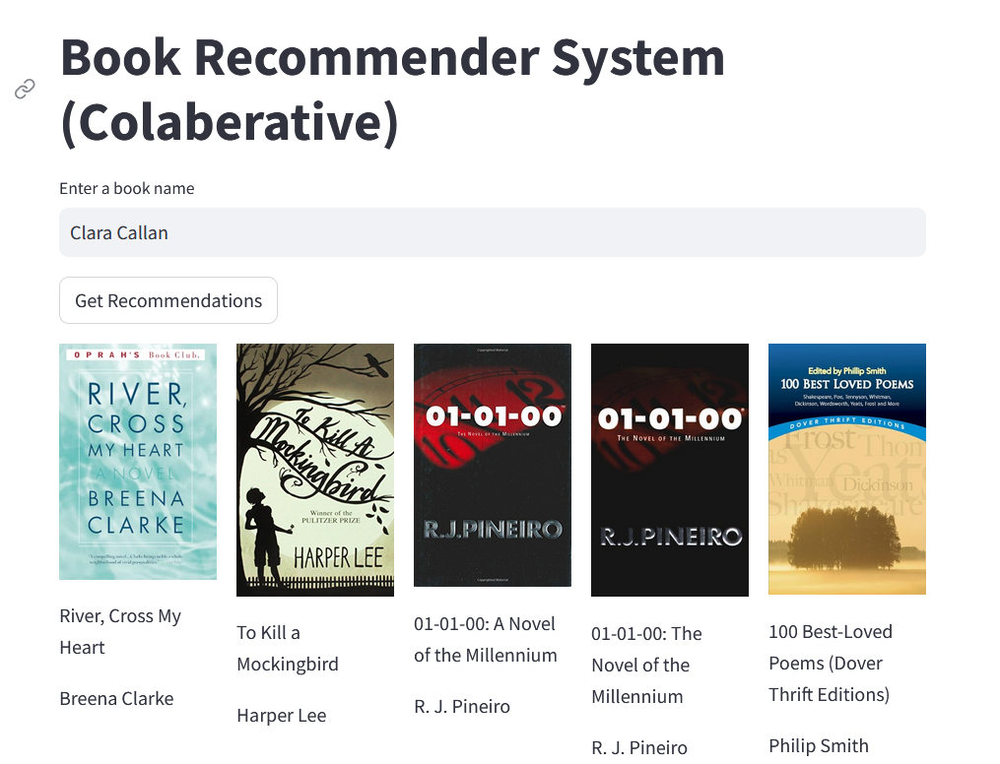 Book Recommender System
(Colaberative)
Enter a book name
Clara Callan
Get Recommendations
OPRAH'S Book Club.
RIVER,
CROSS
MY HEART
A NOVEL
BREENA
CLARKE
River, Cross My
Heart
Breena Clarke
To Kill A
Mockingbird
Winner of the
PULITZER PRIZE
HARPER LEE
To Kill a
Mockingbird
Harper Lee
01-01-00
THE NOVEL OF THE MILLENNIUM
R.J.PINEIRO
01-01-00: A Novel
of the Millennium
R. J. Pineiro
01-01-00
THE NOVEL OF THE MILLENNIUM
R.J.PINEIRO
01-01-00: The
Novel of the
Millennium
R. J. Pineiro
Edited by Phillip Smith
100 BEST LOVED POEMS
Shakespeare, Poe, Tennyson, Whitman,
Dickinson, Wordsworth, Yeats, Frost and More
DOVER THRIFT EDITIONS
Frost
Yeats
Whitman
Dickinson
Shakespeare
100 Best-Loved
Poems (Dover
Thrift Editions)
Philip Smith